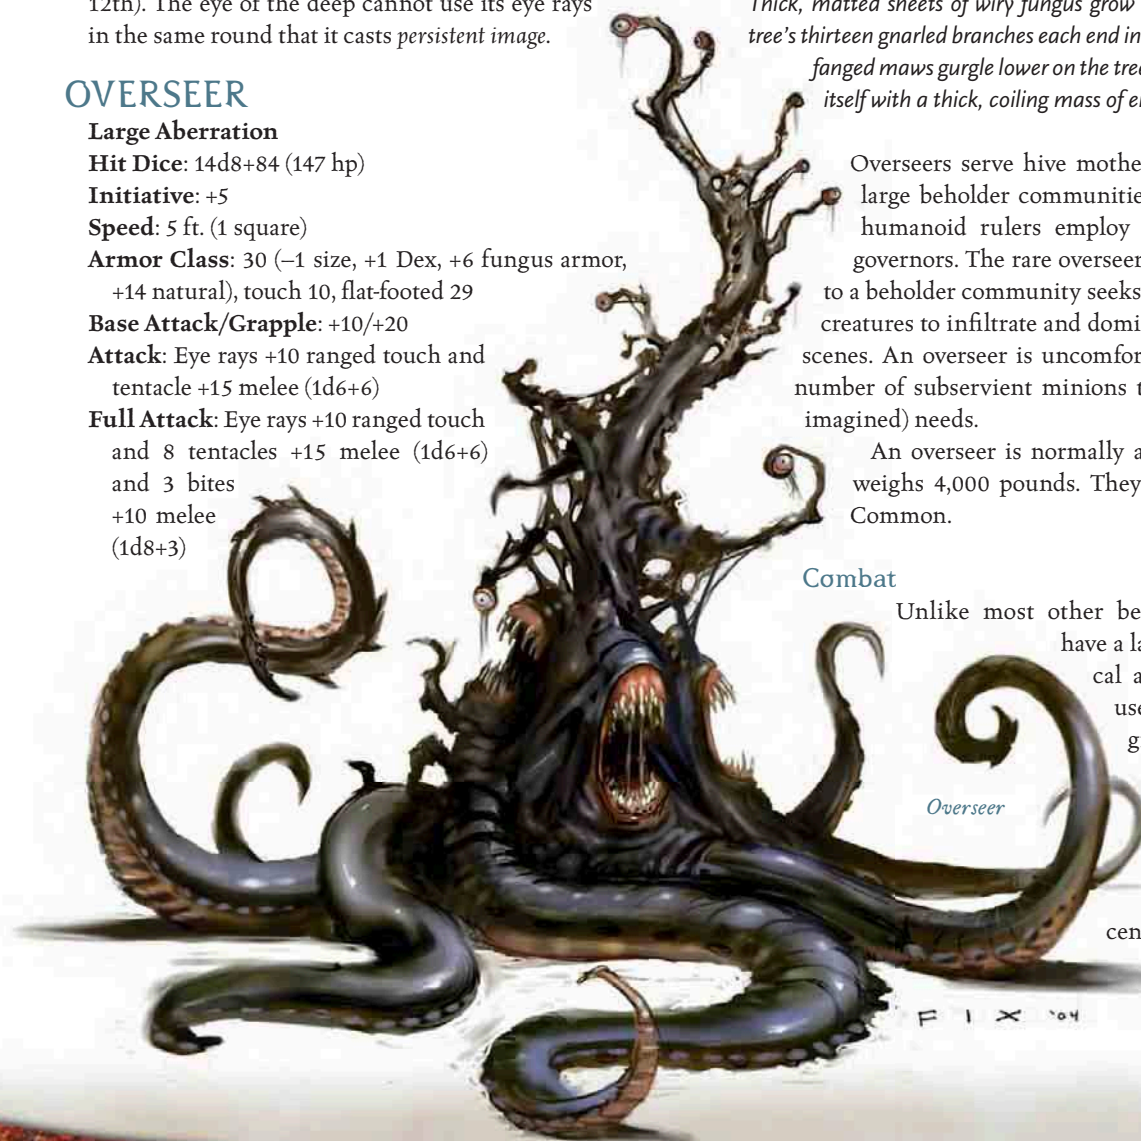 12th). The eye of the deep cannot use its eye rays
in the same round that it casts persistent image.
OVERSEER
Large Aberration
Hit Dice: 14d8+84 (147 hp)
Initiative: +5
Speed: 5 ft. (1 square)
Armor Class: 30 (–1 size, +1 Dex, +6 fungus armor,
+14 natural), touch 10, flat-footed 29
Base Attack/Grapple: +10/+20
Attack: Eye rays +10 ranged touch and
tentacle +15 melee (1d6+6)
Full Attack: Eye rays +10 ranged touch
and 8 tentacles +15 melee (1d6+6)
and 3 bites
+10 melee
(1d8+3)
Thick, matted sheets of wiry fungus grow
tree's thirteen gnarled branches each end in
fanged maws gurgle lower on the tree
itself with a thick, coiling mass of e
Overseers serve hive mothe
large beholder communitie
humanoid rulers employ
governors. The rare overseer
to a beholder community seeks
creatures to infiltrate and domi
scenes. An overseer is uncomfor
number of subservient minions t
imagined) needs.
An overseer is normally a
weighs 4,000 pounds. They
Common.
Combat
Unlike most other be
have a la
cal a
use
g
Overseer
cen
FIX '04